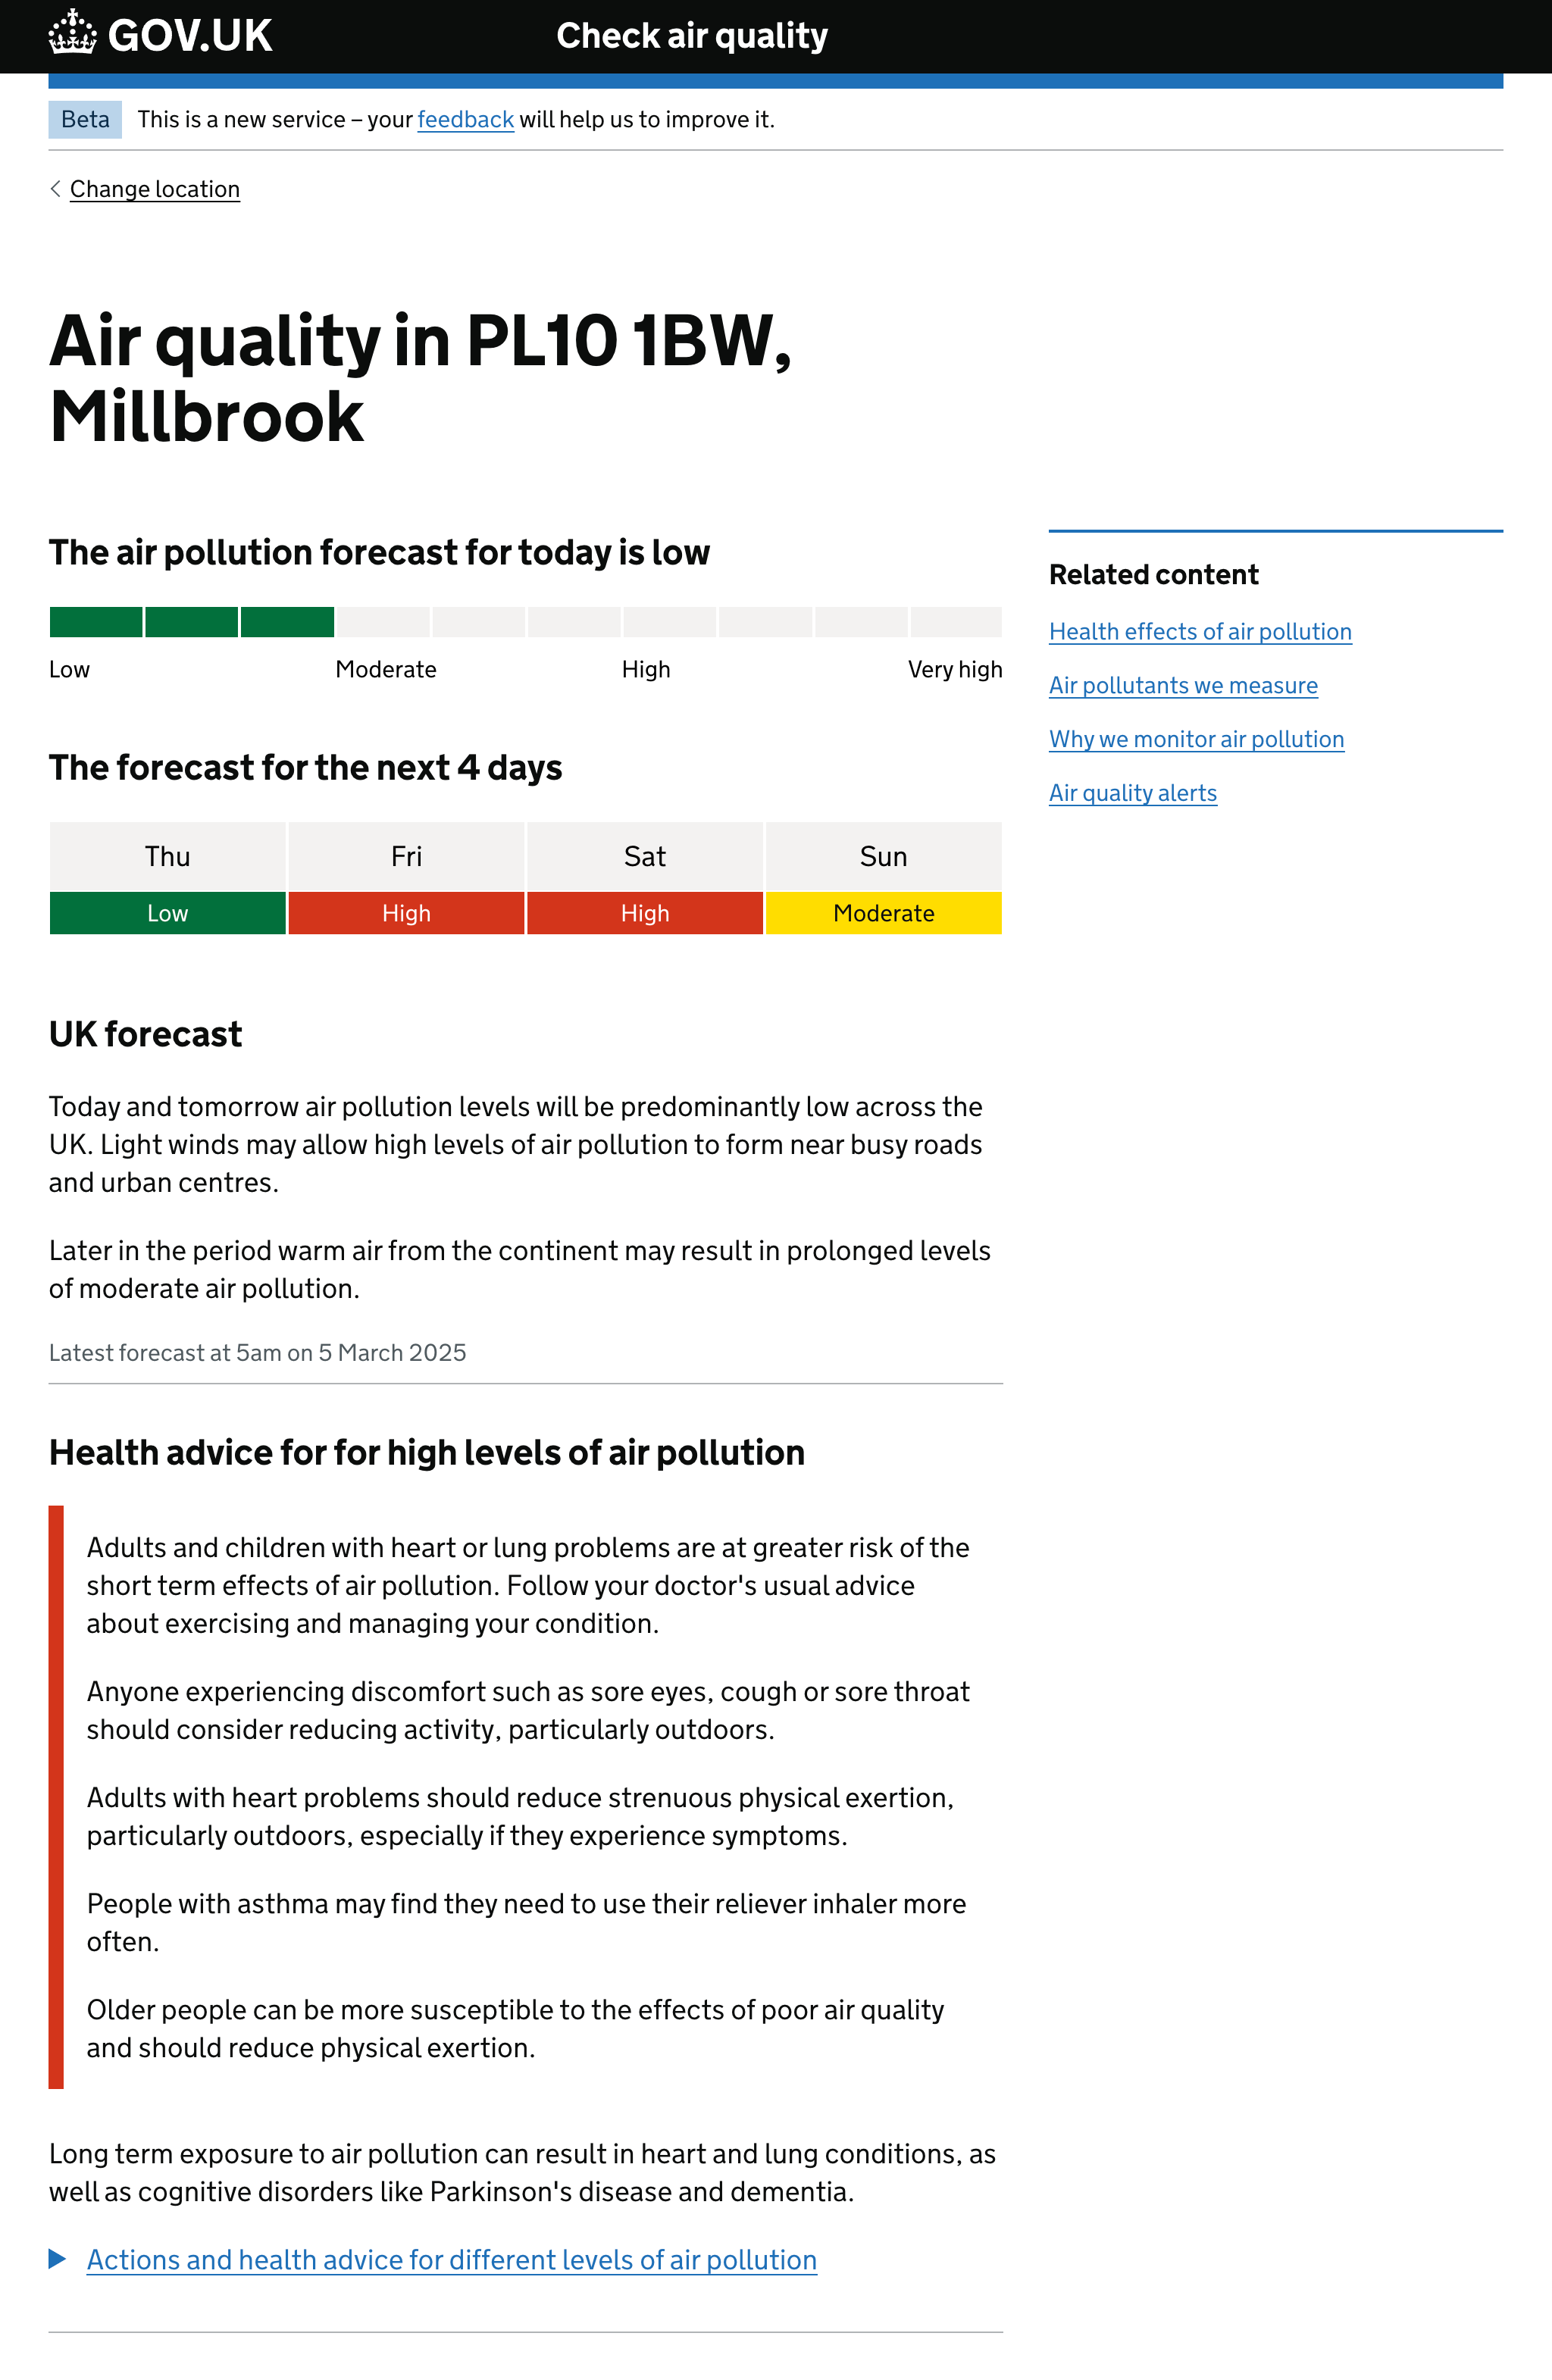 GOV.UK
Check air quality
Beta
This is a new service – your feedback will help us to improve it.
Change location
Air quality in PL10 1BW,
Millbrook
The air pollution forecast for today is low
Low
Moderate
High
Very high
The forecast for the next 4 days
Thu
Fri
Sat
Sun
Low
High
High
Moderate
UK forecast
Today and tomorrow air pollution levels will be predominantly low across the
UK. Light winds may allow high levels of air pollution to form near busy roads
and urban centres.
Later in the period warm air from the continent may result in prolonged levels
of moderate air pollution.
Latest forecast at 5am on 5 March 2025
Health advice for for high levels of air pollution
Adults and children with heart or lung problems are at greater risk of the
short term effects of air pollution. Follow your doctor's usual advice
about exercising and managing your condition.
Anyone experiencing discomfort such as sore eyes, cough or sore throat
should consider reducing activity, particularly outdoors.
Adults with heart problems should reduce strenuous physical exertion,
particularly outdoors, especially if they experience symptoms.
People with asthma may find they need to use their reliever inhaler more
often.
Older people can be more susceptible to the effects of poor air quality
and should reduce physical exertion.
Long term exposure to air pollution can result in heart and lung conditions, as
well as cognitive disorders like Parkinson's disease and dementia.
Actions and health advice for different levels of air pollution
Related content
Health effects of air pollution
Air pollutants we measure
Why we monitor air pollution
Air quality alerts